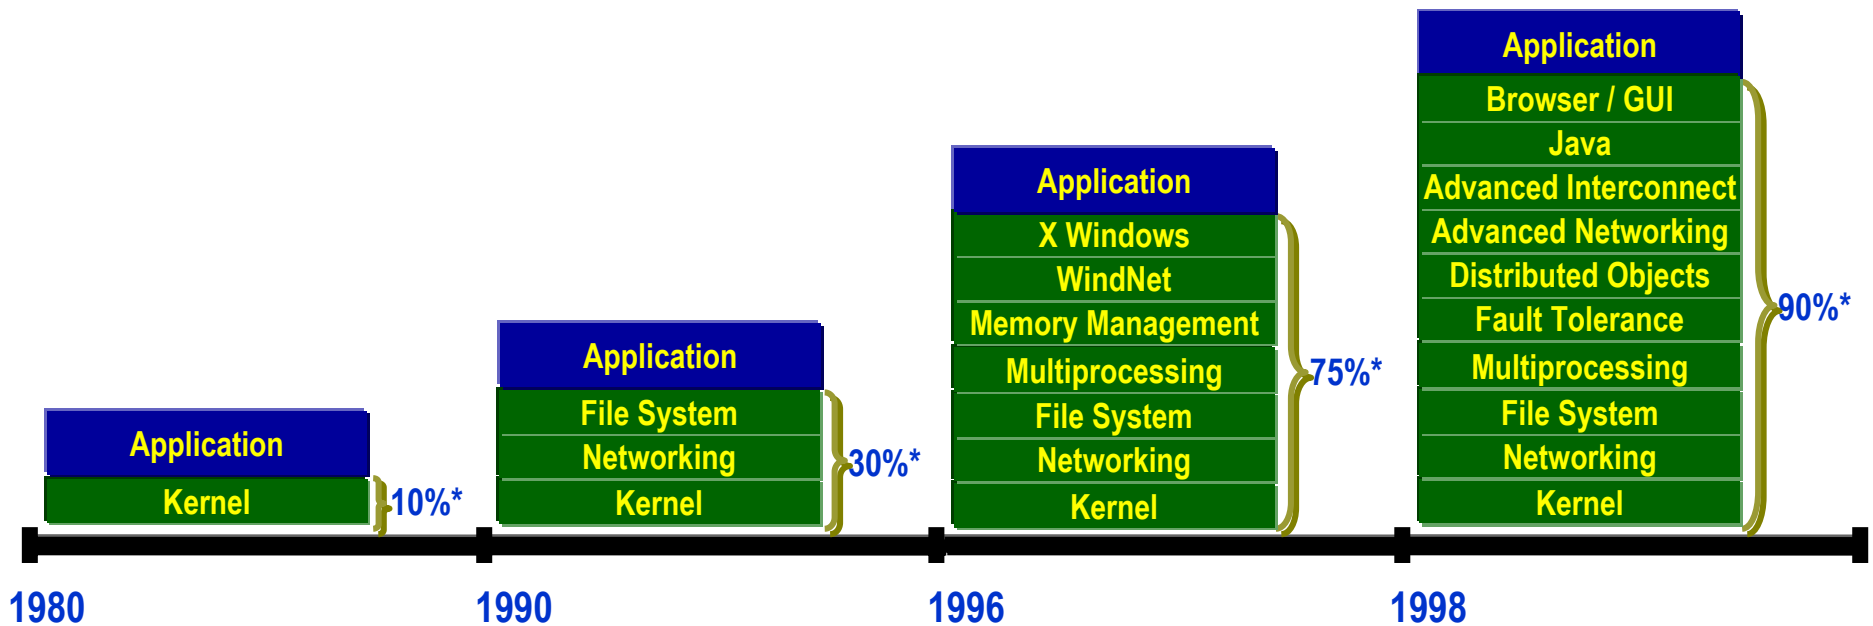 Application
Kernel
10%*
Application
File System
Networking
Kernel
30%*
Application
X Windows
WindNet
Memory Management
Multiprocessing
File System
Networking
Kernel
75%*
Application
Browser / GUI
Java
Advanced Interconnect
Advanced Networking
Distributed Objects
Fault Tolerance
Multiprocessing
File System
Networking
Kernel
90%*
1980
1990
1996
1998